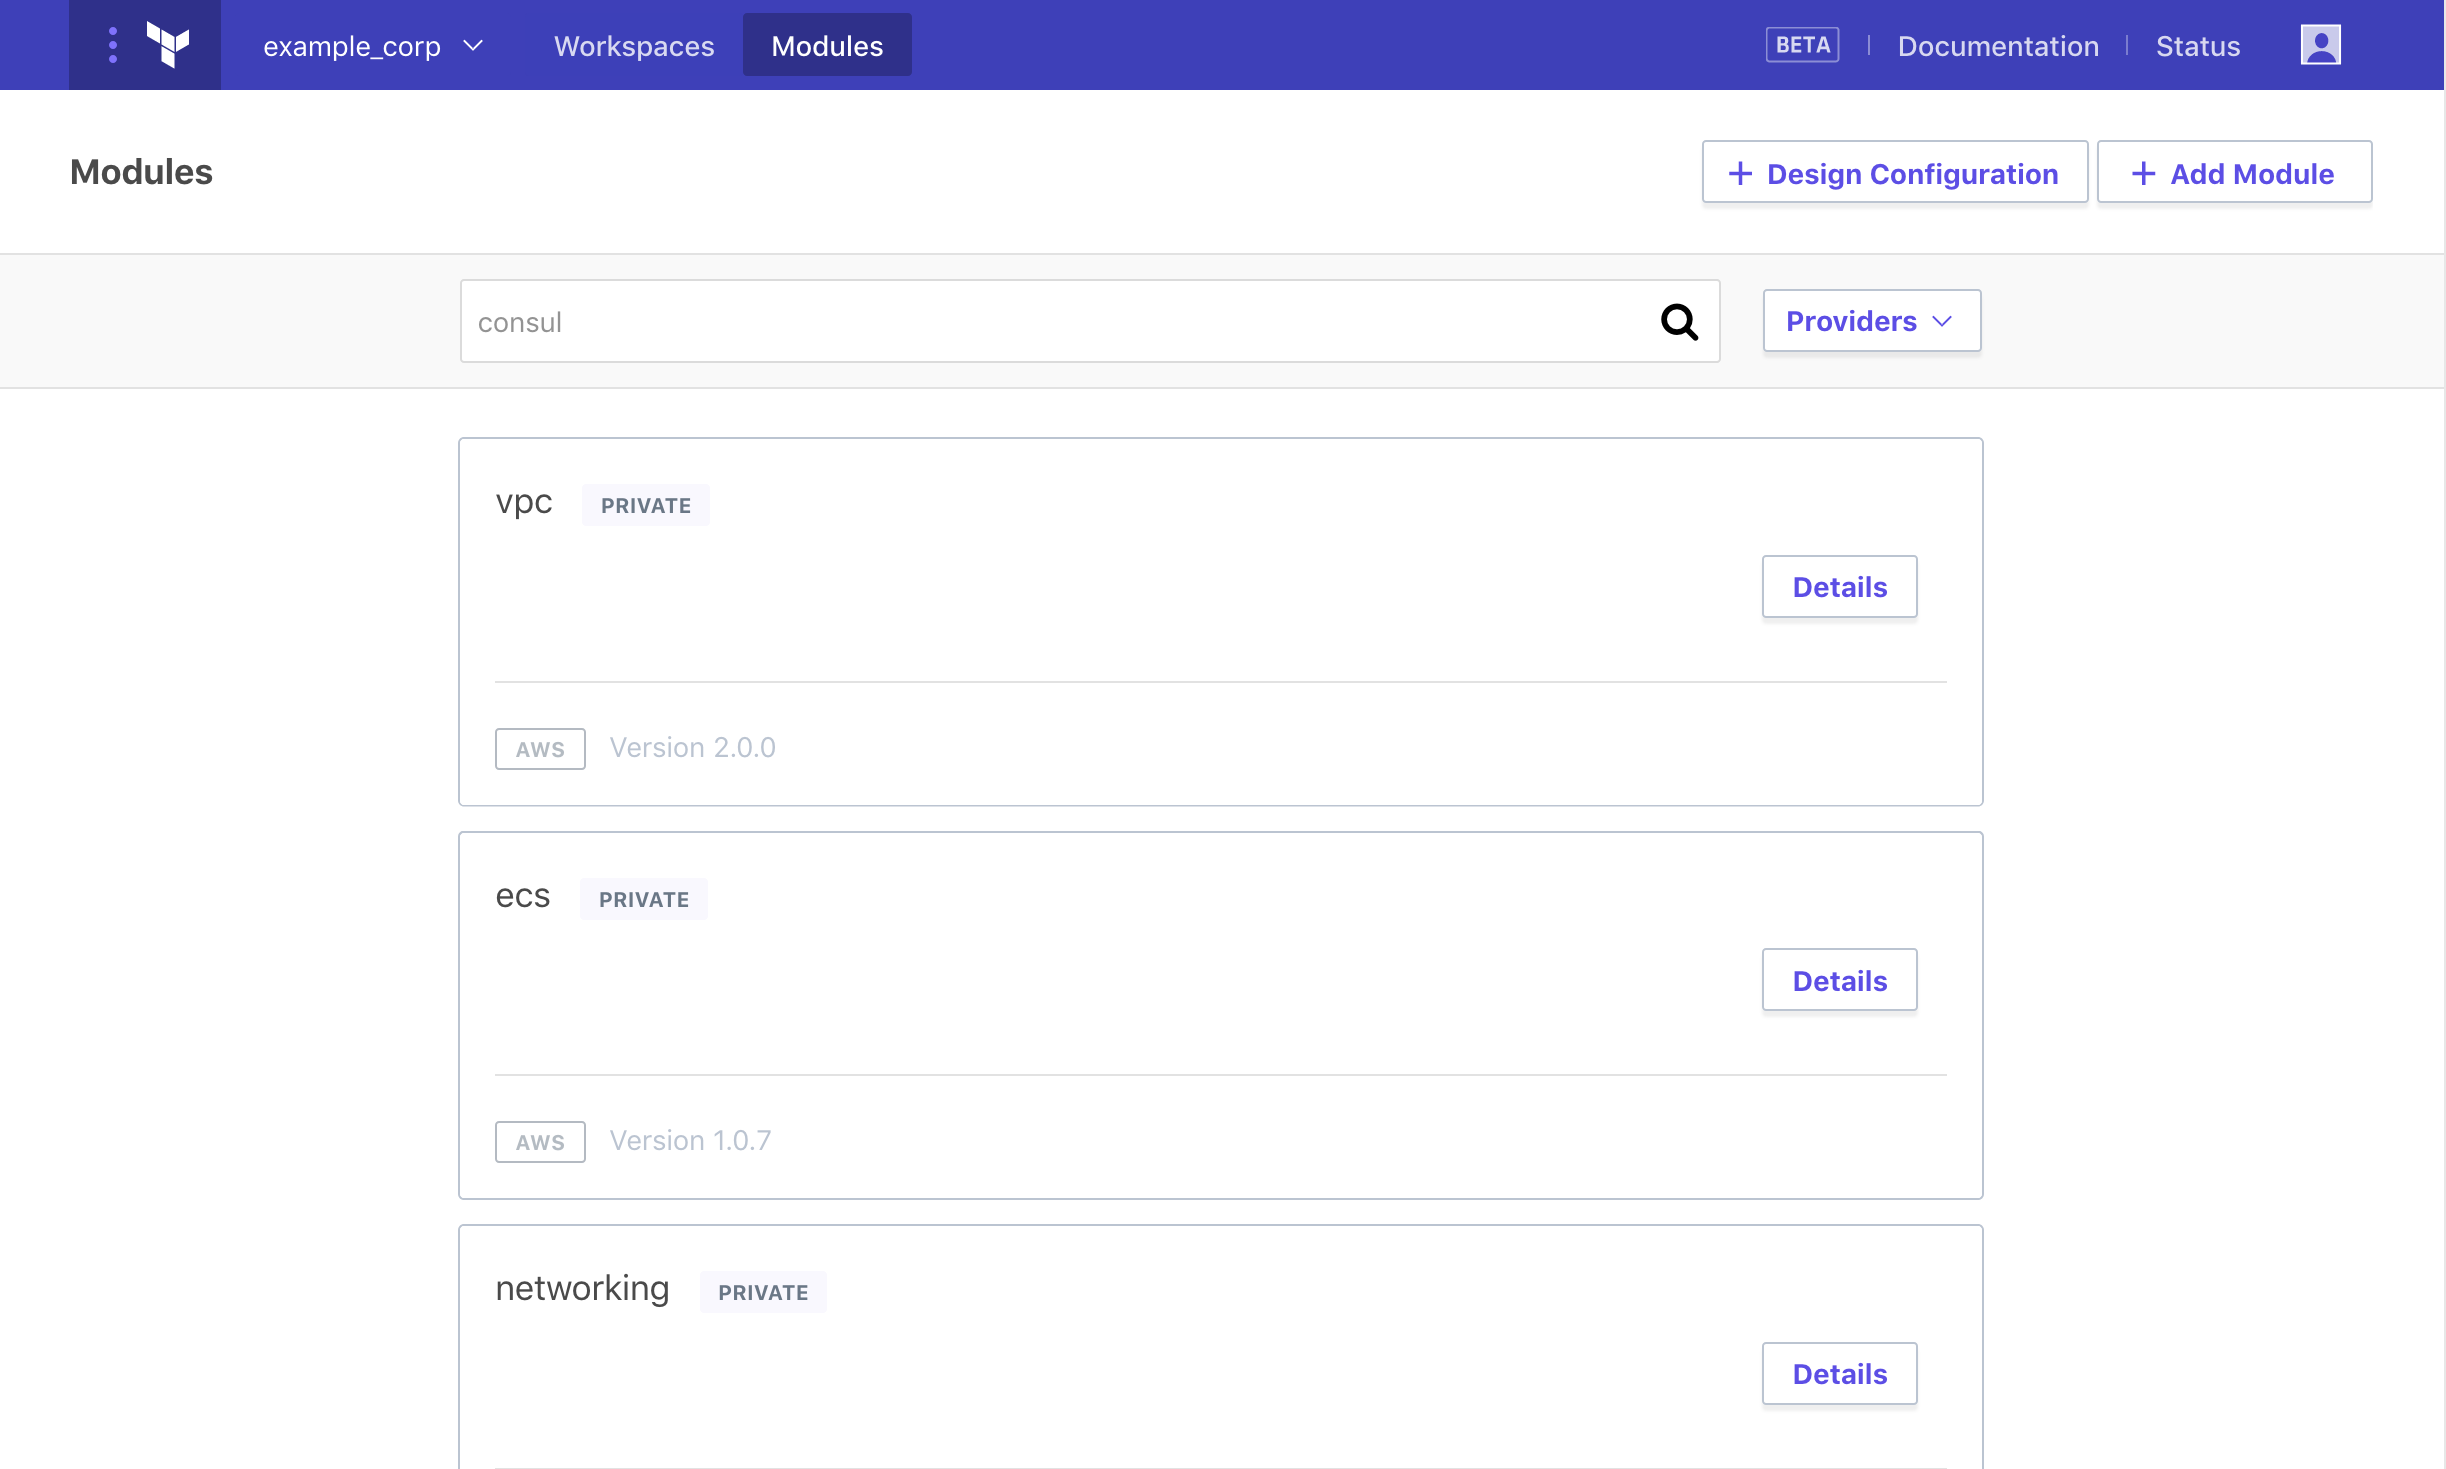 example_corp Workspaces Modules BETA Documentation Status
Modules + Design Configuration + Add Module
consul Providers
vpc PRIVATE
Details
AWS Version 2.0.0
ecs PRIVATE
Details
AWS Version 1.0.7
networking PRIVATE
Details